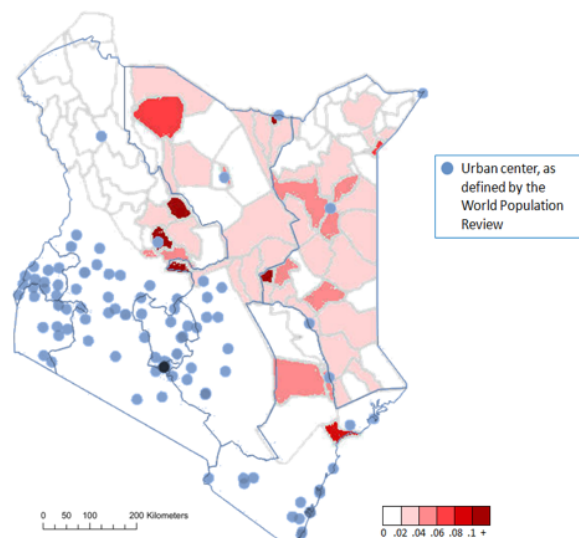 Urban center, as
defined by the
World Population
Review
0 50 100 200 Kilometers
0 .02 .04 .06 .08 .1 +